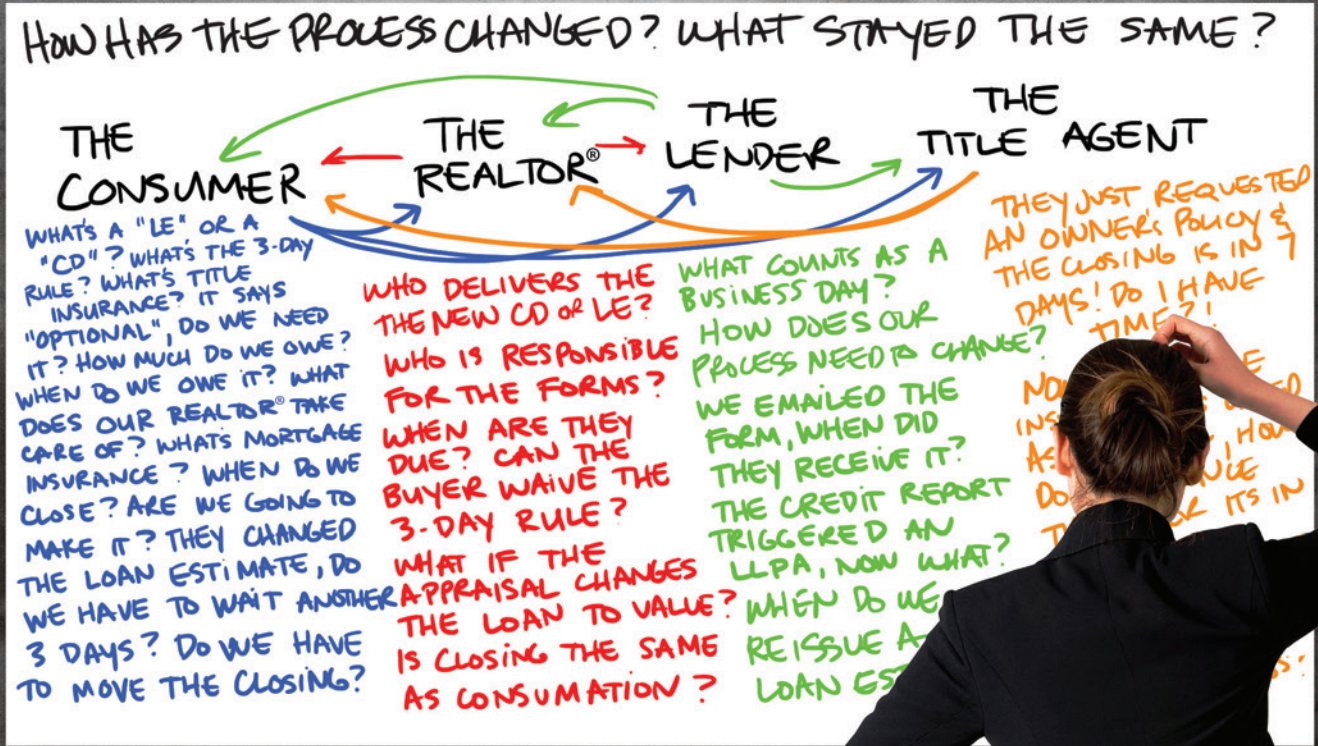 HOW HAS THE PROCESS CHANGED? WHAT STAYED THE SAME?
THE
CONSUMER
THE
REALTOR®
THE
LENDER
THE
TITLE AGENT
WHAT'S A "LE" OR A
"CD"? WHAT'S THE 3-DAY
RULE? WHAT'S TITLE
INSURANCE? IT SAYS
"OPTIONAL", DO WE NEED
IT? HOW MUCH DO WE OWE?
WHEN DO WE OWE IT? WHAT
DOES OUR REALTOR® TAKE
CARE OF? WHATS MORTGAGE
INSURANCE? WHEN DO WE
CLOSE? ARE WE GOING TO
MAKE IT? THEY CHANGED
THE LOAN ESTIMATE, DO
WE HAVE TO WAIT ANOTHER
3 DAYS? DO WE HAVE
TO MOVE THE CLOSING?
WHO DELIVERS THE
THE NEW CD OR LE?
WHO IS RESPONSIBLE
FOR THE FORMS?
WHEN ARE THEY
DUE? CAN THE
BUYER WAIVE THE
3-DAY RULE?
WHAT IF THE
APPRAISAL CHANGES
THE LOAN TO VALUE?
IS CLOSING THE SAME
AS CONSUMATION?
WHAT COUNTS AS A
BUSINESS DAY?
HOW DOES OUR
PROCESS NEED TO CHANGE?
WE EMAILED THE
FORM, WHEN DID
THEY RECEIVE IT?
THE CREDIT REPORT
TRIGGERED AN
LLPA, NOW WHAT?
WHEN DO WE
REISSUE A
LOAN ES
THEY JUST REQUESTED
AN OWNER'S POLICY &
THE CLOSING IS IN 7
DAYS! DO I HAVE
TIME?!
ITS IN